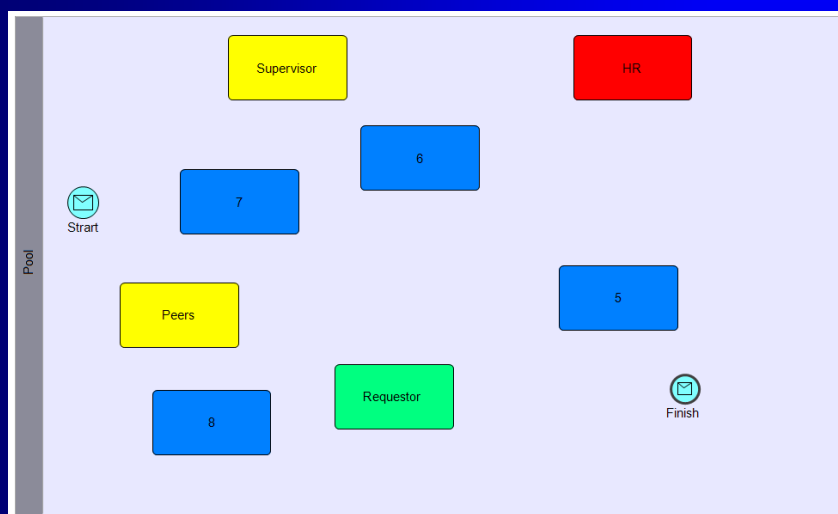 Supervisor
HR
6
7
Strart
Pool
5
Peers
Requestor
Finish
8